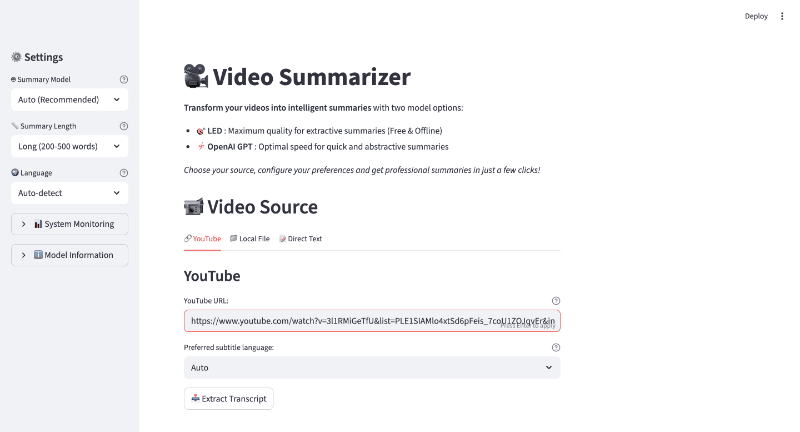 Deploy
Settings
Summary Model
Auto (Recommended)
Summary Length
Long (200-500 words)
Language
Auto-detect
System Monitoring
Model Information
Video Summarizer
Transform your videos into intelligent summaries with two model options:
• LED : Maximum quality for extractive summaries (Free & Offline)
• OpenAI GPT : Optimal speed for quick and abstractive summaries
Choose your source, configure your preferences and get professional summaries in just a few clicks!
Video Source
YouTube Local File Direct Text
YouTube
YouTube URL:
https://www.youtube.com/watch?v=3l1RMiGeTfU&list=PLE1SIAMlo4xtSd6pFeis_7coU1ZOJqvEr&in
Press Enter to apply
Preferred subtitle language:
Auto
Extract Transcript